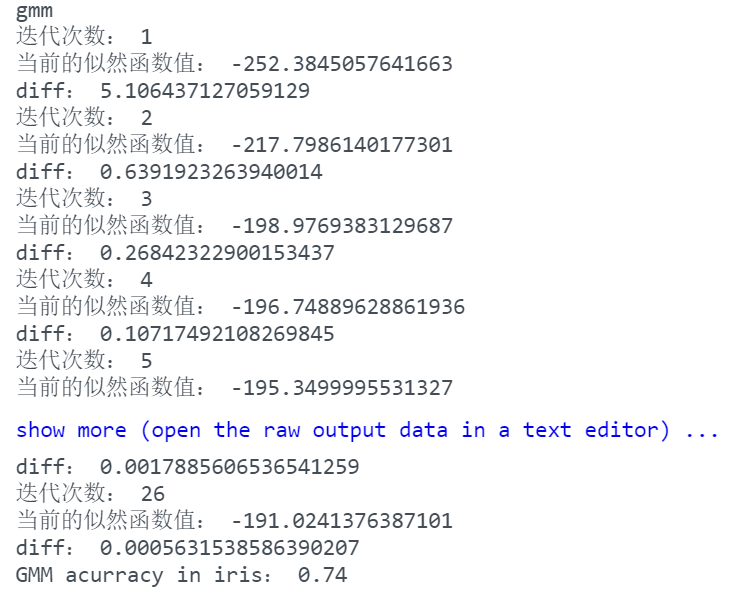 gmm
迭代次数： 1
当前的似然函数值： -252.3845057641663
diff： 5.106437127059129
迭代次数： 2
当前的似然函数值： -217.7986140177301
diff： 0.6391923263940014
迭代次数： 3
当前的似然函数值： -198.9769383129687
diff： 0.26842322900153437
迭代次数： 4
当前的似然函数值： -196.74889628861936
diff： 0.10717492108269845
迭代次数： 5
当前的似然函数值： -195.3499995531327
show more (open the raw output data in a text editor) ...
diff： 0.0017885606536541259
迭代次数： 26
当前的似然函数值： -191.0241376387101
diff： 0.0005631538586390207
GMM acurracy in iris： 0.74